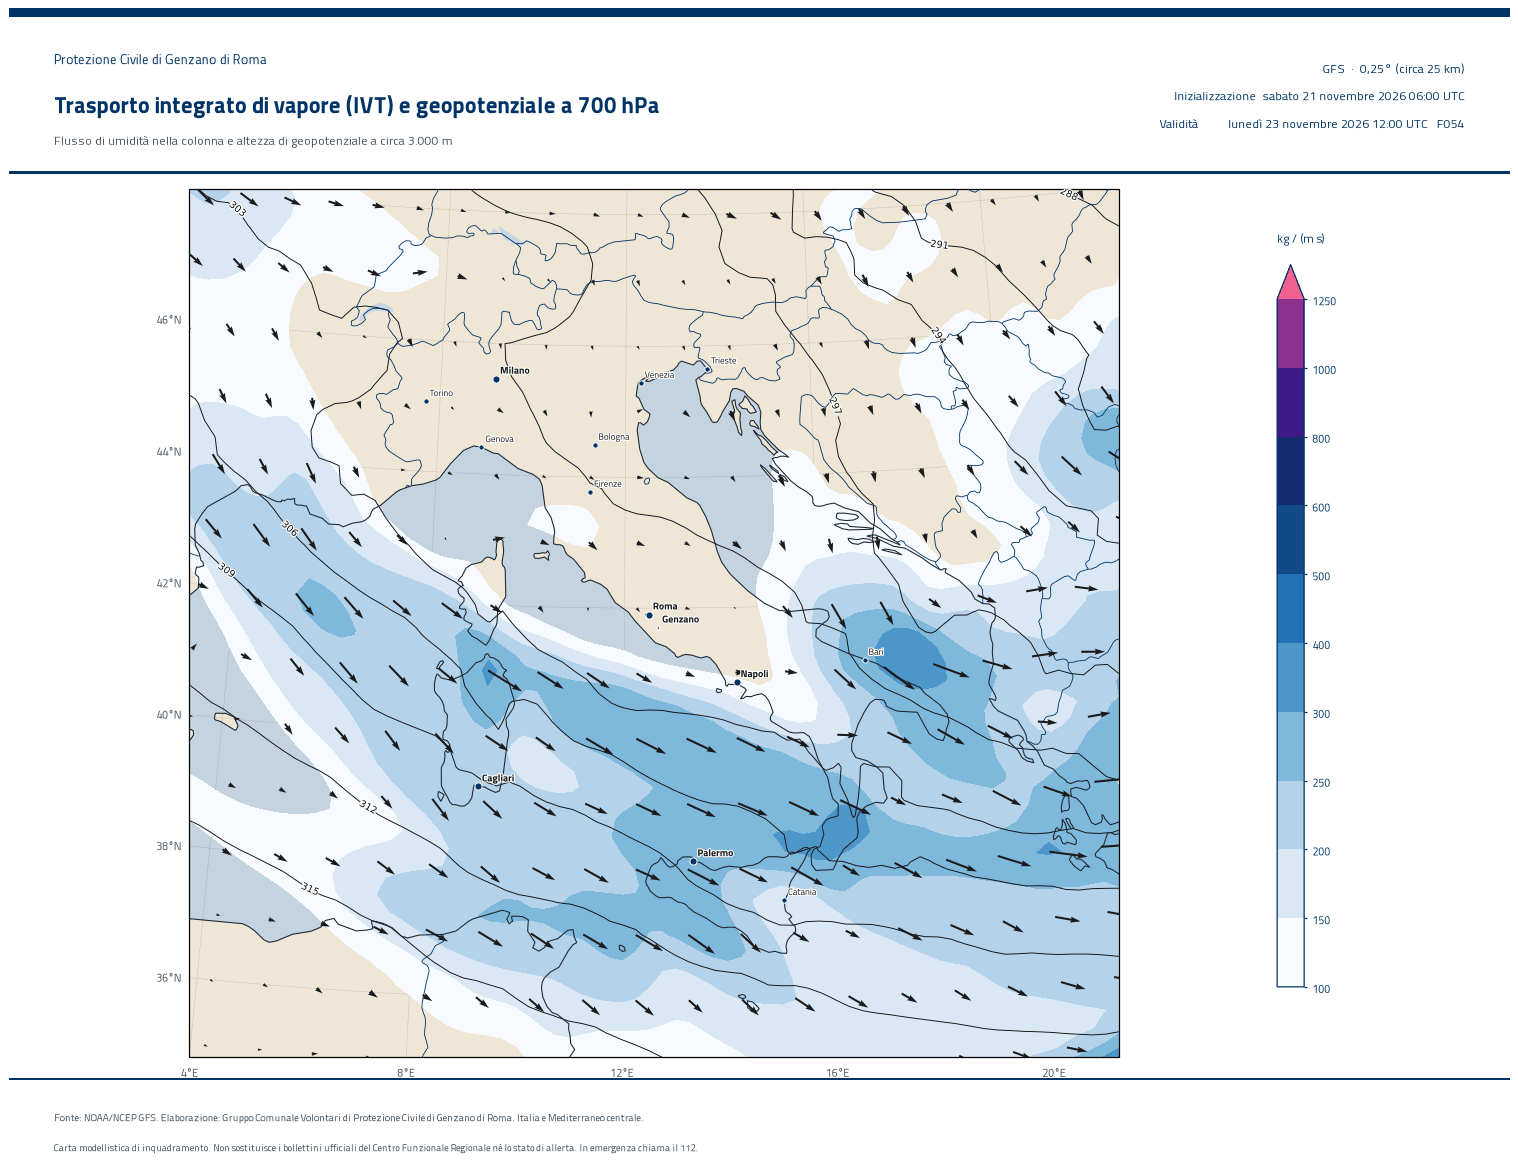 Protezione Civile di Genzano di Roma
Trasporto integrato di vapore (IVT) e geopotenziale a 700 hPa
Flusso di umidità nella colonna e altezza di geopotenziale a circa 3.000 m
GFS · 0,25° (circa 25 km)
Inizializzazione sabato 21 novembre 2026 06:00 UTC
Validità lunedì 23 novembre 2026 12:00 UTC F054
kg / (m s)
1250
1000
800
600
500
400
300
250
200
150
100
303
288
291
294
297
306
309
312
315
46°N
44°N
42°N
40°N
38°N
36°N
4°E
8°E
12°E
16°E
20°E
Milano
Torino
Venezia
Trieste
Genova
Bologna
Firenze
Roma
Genzano
Napoli
Bari
Cagliari
Palermo
Catania
Fonte: NOAA/NCEP GFS. Elaborazione: Gruppo Comunale Volontari di Protezione Civile di Genzano di Roma. Italia e Mediterraneo centrale.
Carta modellistica di inquadramento. Non sostituisce i bollettini ufficiali del Centro Funzionale Regionale né lo stato di allerta. In emergenza chiama il 112.